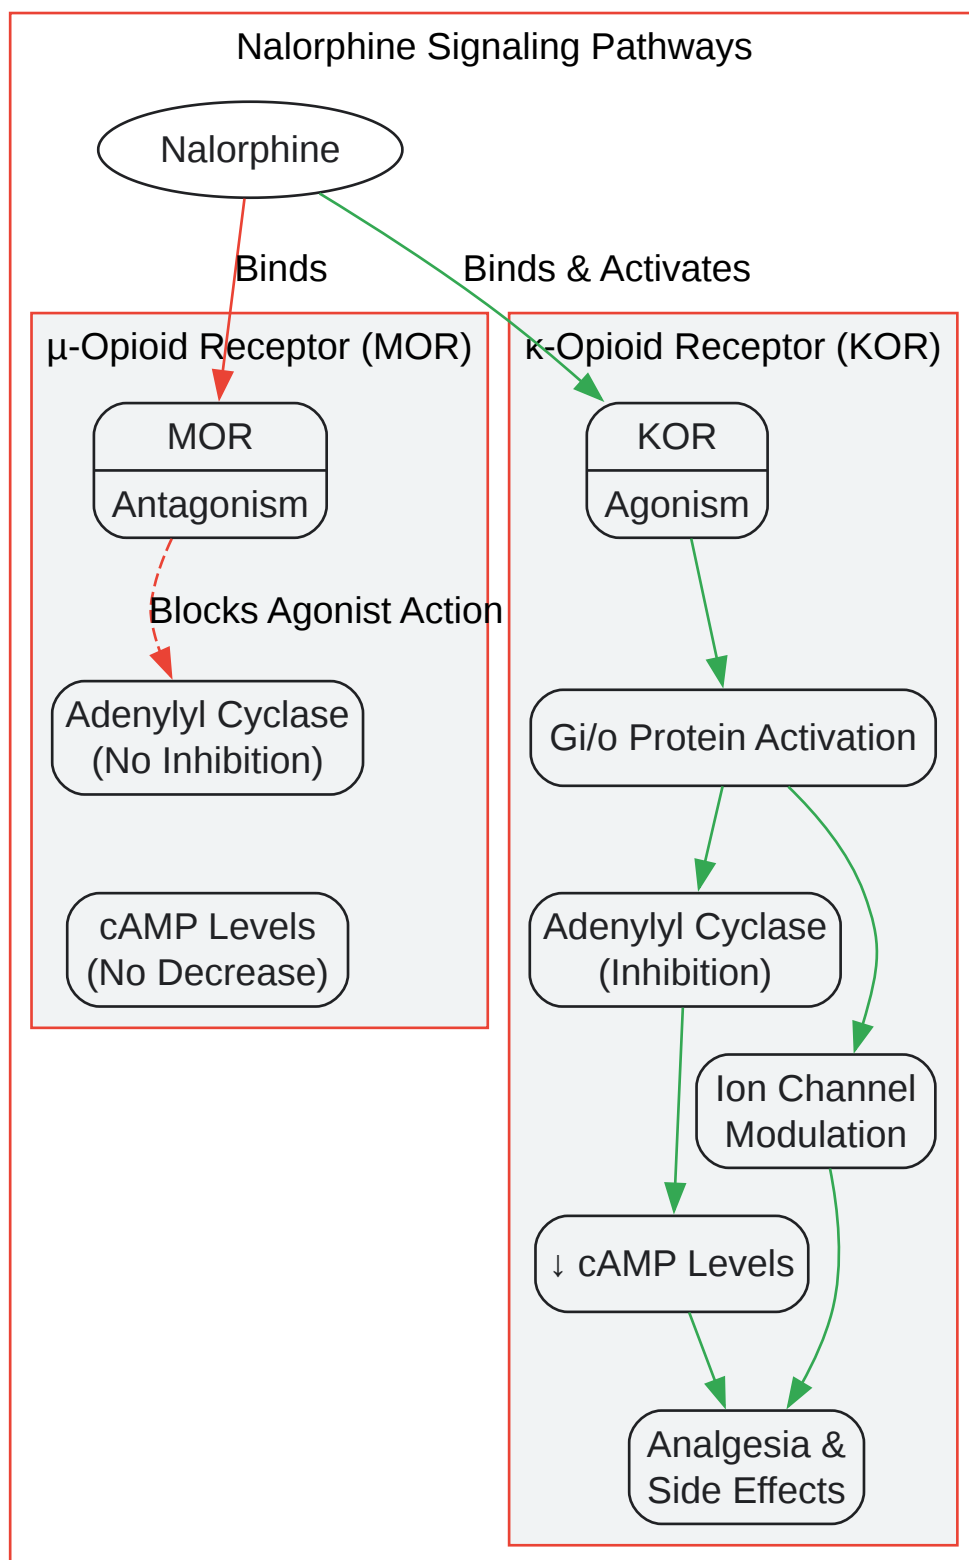 Nalorphine Signaling Pathways
Nalorphine
Binds
Binds & Activates
µ-Opioid Receptor (MOR)
MOR
Antagonism
Blocks Agonist Action
Adenylyl Cyclase
(No Inhibition)
cAMP Levels
(No Decrease)
κ-Opioid Receptor (KOR)
KOR
Agonism
Gi/o Protein Activation
Adenylyl Cyclase
(Inhibition)
Ion Channel
Modulation
↓ cAMP Levels
Analgesia &
Side Effects